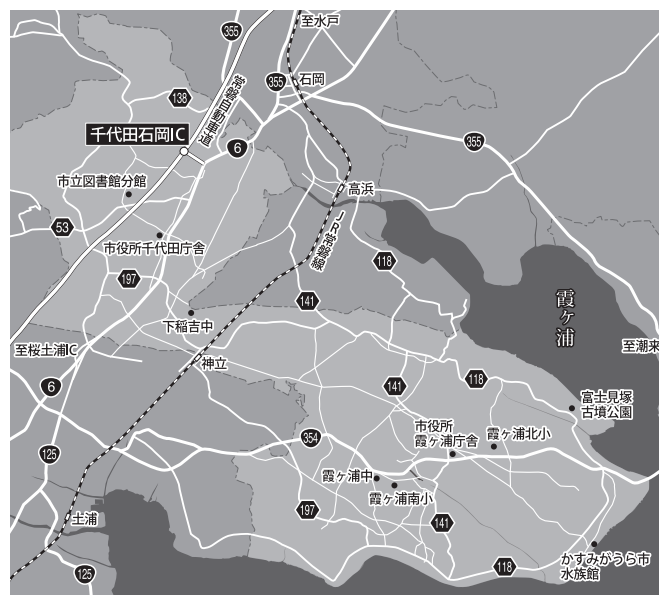 至水戸
355
石岡
355
138
常磐自動車道
千代田石岡IC
6
355
市立図書館分館
高浜
53
JR常磐線
市役所千代田庁舎
118
197
141
霞ヶ浦
下稲吉中
至桜土浦IC
神立
至潮来
6
141
118
富士見塚
古墳公園
市役所
霞ヶ浦庁舎
霞ヶ浦北小
354
125
霞ヶ浦中
霞ヶ浦南小
197
土浦
141
かすみがうら市
水族館
118
125